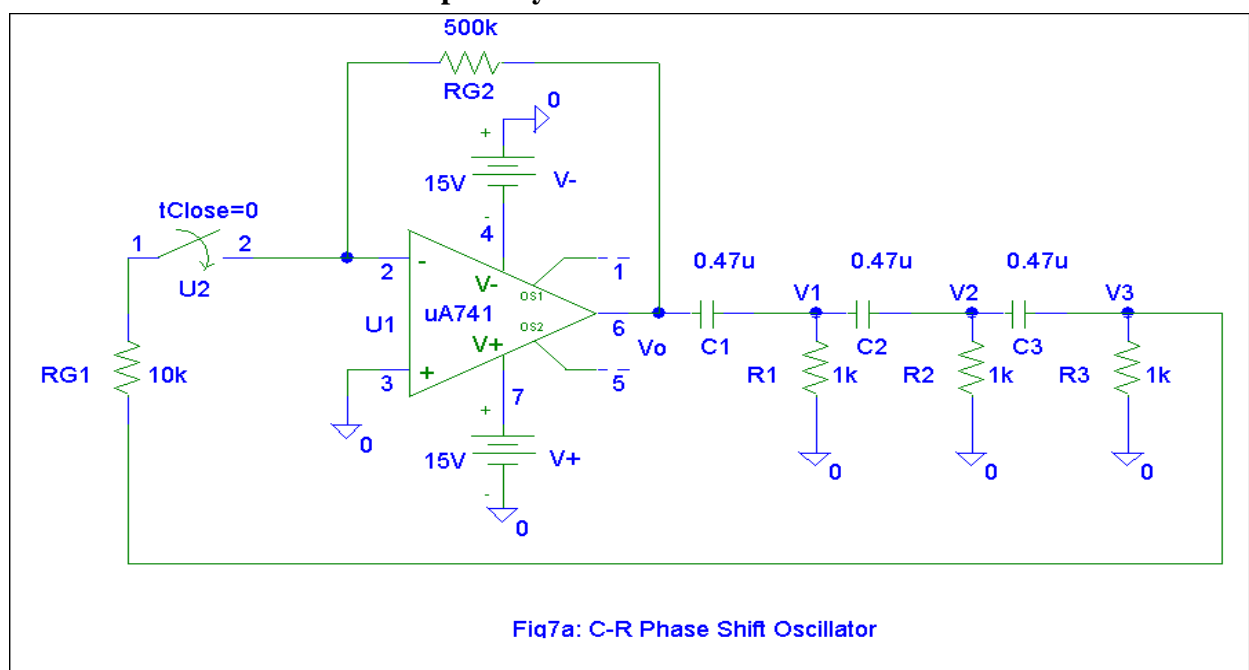 500k
RG2
0
+
15V
V-
-
tClose=0
1
2
U2
4
2
-
V-
OS1
1
0.47u
0.47u
0.47u
U1
uA741
V1
V2
V3
OS2
6
Vo
C1
C2
C3
V+
RG1
10k
3
+
5
R1
1k
R2
1k
R3
1k
7
0
+
15V
V+
-
0
0
0
0
Fig7a: C-R Phase Shift Oscillator